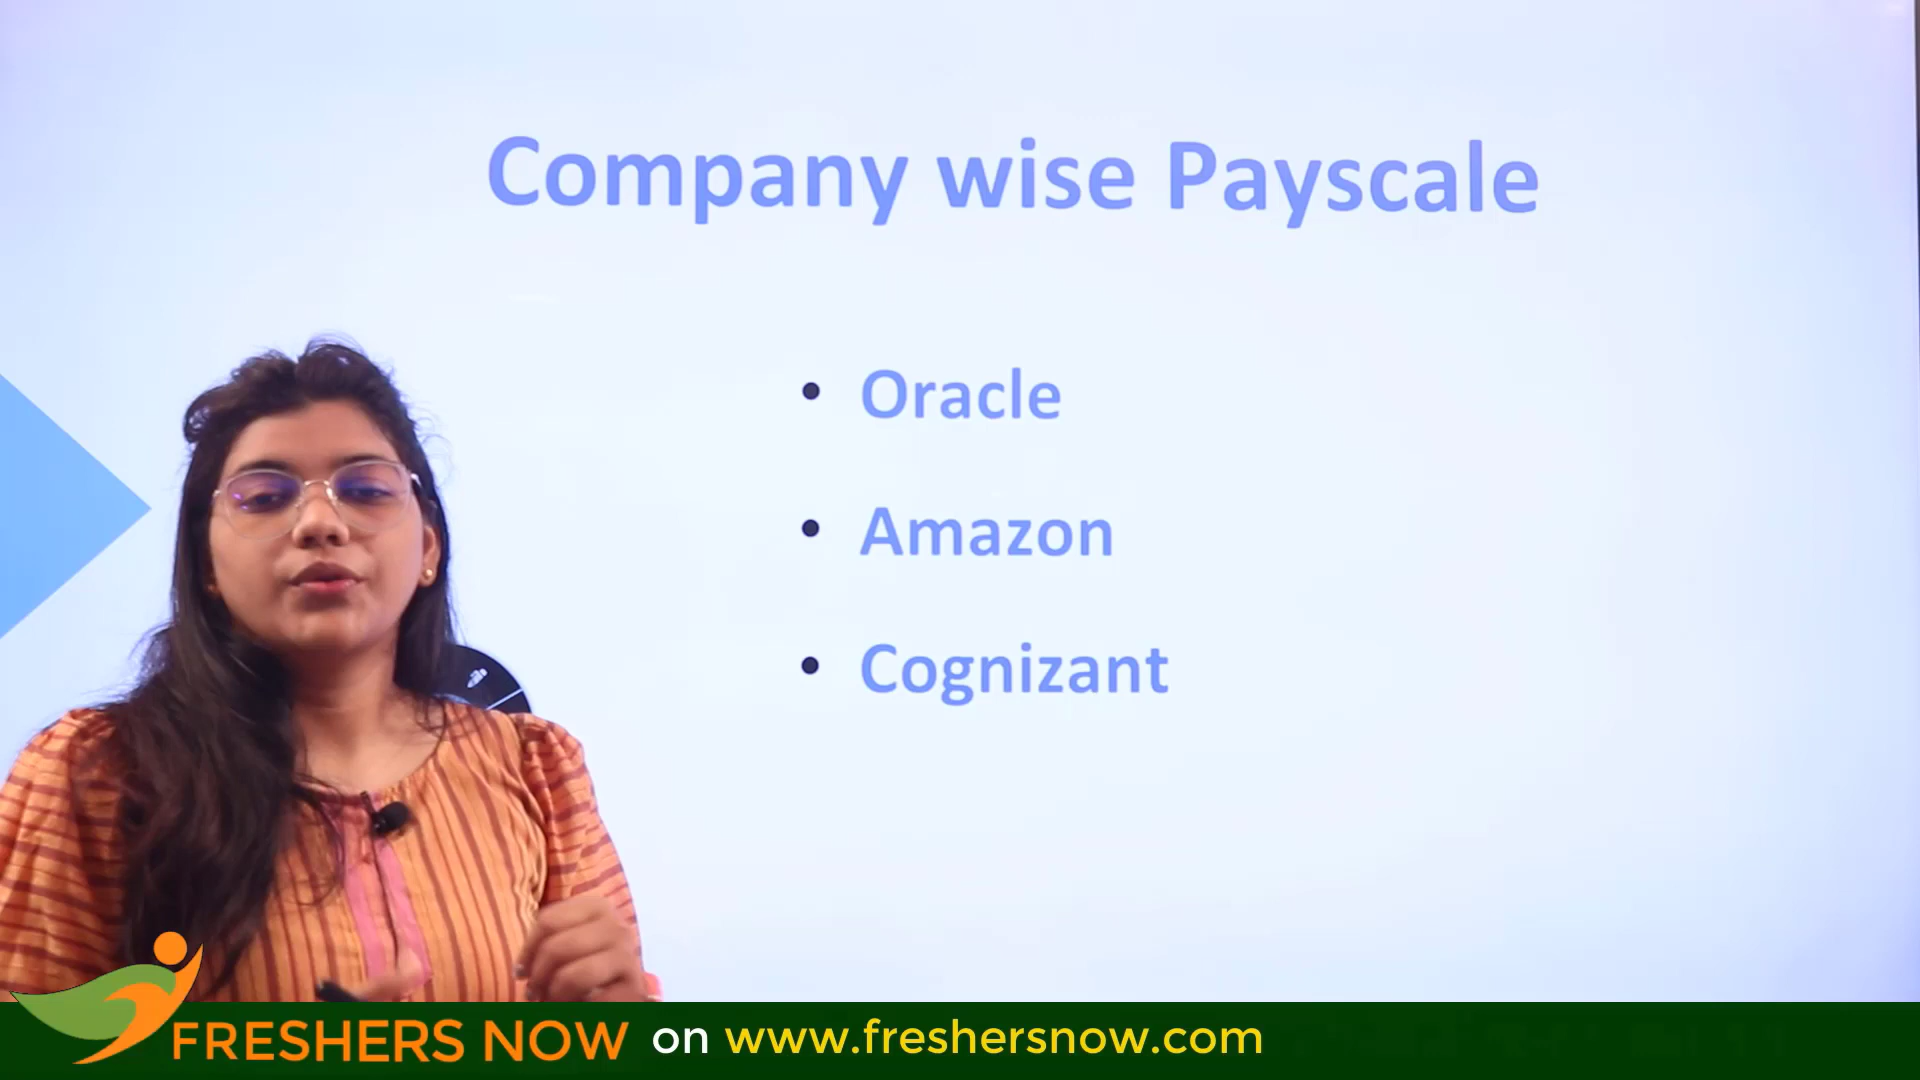 Company wise Payscale
• Oracle
• Amazon
• Cognizant
FRESHERS NOW on www.freshersnow.com